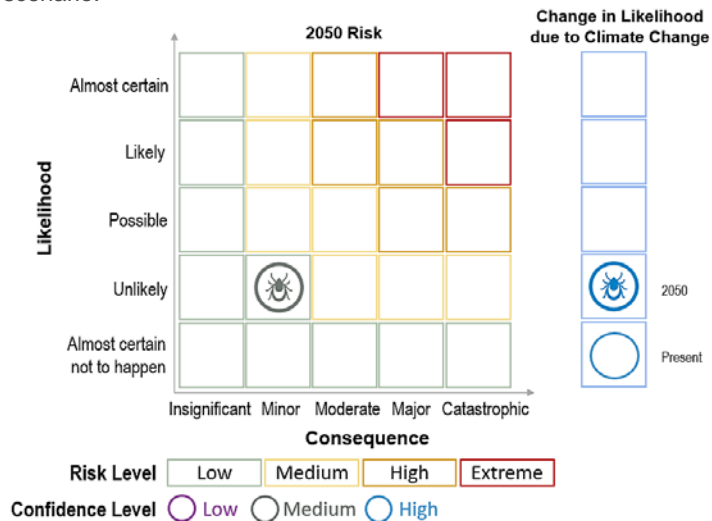 2050 Risk
Change in Likelihood
due to Climate Change
Likelihood
Almost certain
Likely
Possible
Unlikely
Almost certain
not to happen
2050
Present
Insignificant Minor Moderate Major Catastrophic
Consequence
Risk Level Low Medium High Extreme
Confidence Level Low Medium High